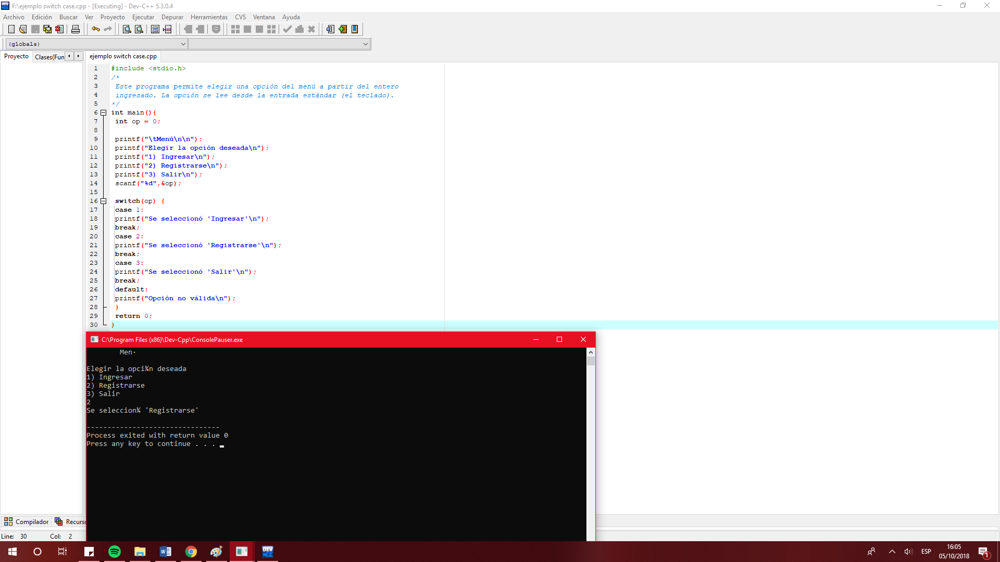 F:\ejemplo switch case.cpp - [Executing] - Dev-C++ 5.3.0.4
Archivo Edición Buscar Ver Proyecto Ejecutar Depurar Herramientas CVS Ventana Ayuda
(globals)
Proyecto Clases(Fun ejemplo switch case.cpp
1 #include <stdio.h>
2 /*
3 Este programa permite elegir una opción del menú a partir del entero
4 ingresado. La opción se lee desde la entrada estándar (el teclado).
5 */
6 int main(){
7 int op = 0;
8
9 printf("\tMenú\n\n");
10 printf("Elegir la opción deseada\n");
11 printf("1) Ingresar\n");
12 printf("2) Registrarse\n");
13 printf("3) Salir\n");
14 scanf("%d",&op);
15
16 switch(op) {
17 case 1:
18 printf("Se seleccionó 'Ingresar'\n");
19 break;
20 case 2:
21 printf("Se seleccionó 'Registrarse'\n");
22 break;
23 case 3:
24 printf("Se seleccionó 'Salir'\n");
25 break;
26 default:
27 printf("Opción no válida\n");
28 }
29 return 0;
30 }
C:\Program Files (x86)\Dev-Cpp\ConsolePauser.exe
Men·
Elegir la opci¾n deseada
1) Ingresar
2) Registrarse
3) Salir
2
Se seleccion¾ 'Registrarse'
--------------------------------
Process exited with return value 0
Press any key to continue . . .
Compilador Recurso
Line: 30 Col: 2
DEV C++
ESP
16:05
05/10/2018
1